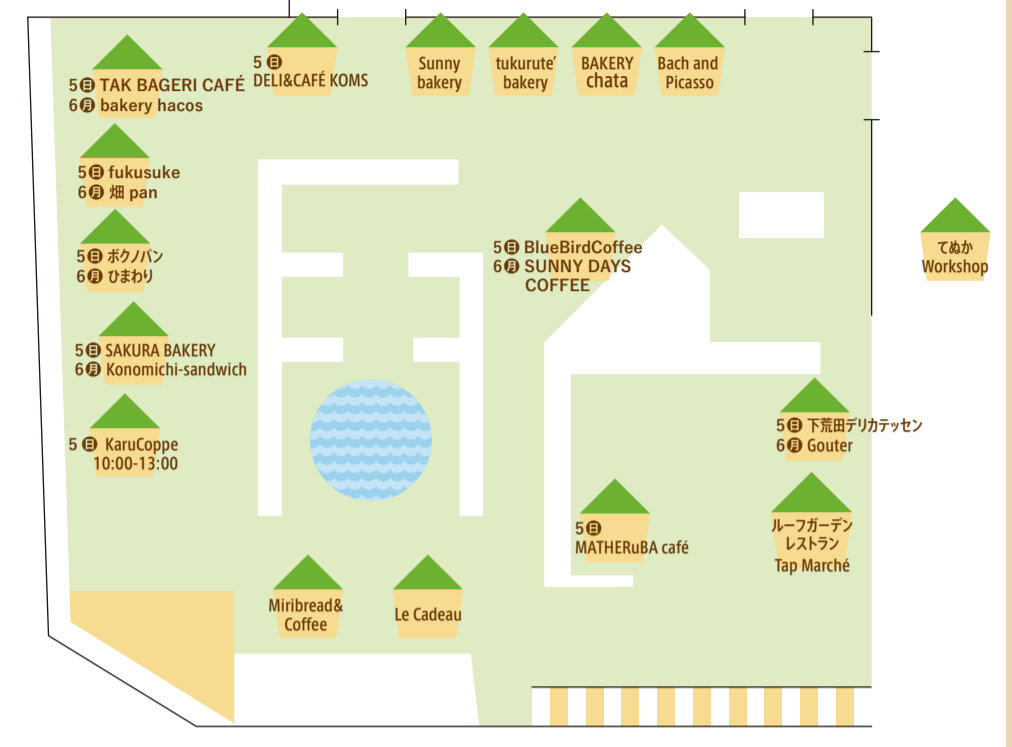 5日 TAK BAGERI CAFÉ
6月 bakery hacos
5日
DELI&CAFÉ KOMS
Sunny
bakery
tukurute'
bakery
BAKERY
chata
Bach and
Picasso
5日 fukusuke
6月 畑 pan
5日 ボクノパン
6月 ひまわり
5日 BlueBirdCoffee
6月 SUNNY DAYS
COFFEE
てぬか
Workshop
5日 SAKURA BAKERY
6月 Konomichi-sandwich
5日 KaruCoppe
10:00-13:00
5日 下荒田デリカテッセン
6月 Gouter
5日
MATHERuBA café
ルーフガーデン
レストラン
Tap Marché
Miribread&
Coffee
Le Cadeau